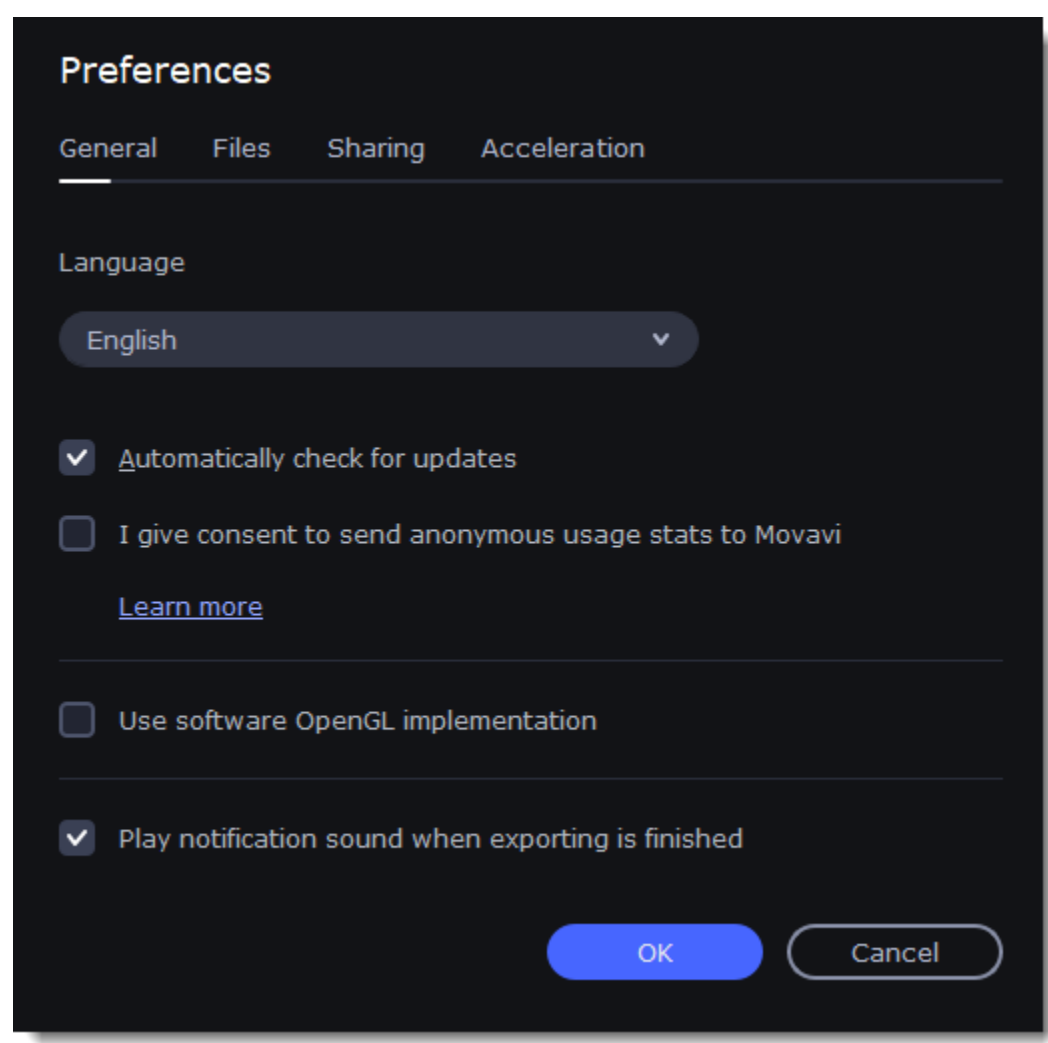 Preferences
General Files Sharing Acceleration
Language
English
Automatically check for updates
I give consent to send anonymous usage stats to Movavi
Learn more
Use software OpenGL implementation
Play notification sound when exporting is finished
OK Cancel